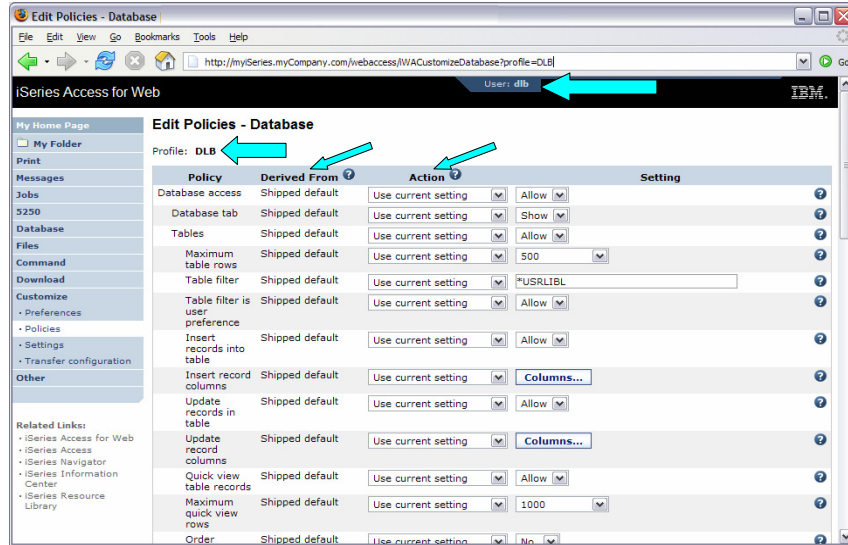 Edit Policies - Database
File Edit View Go Bookmarks Tools Help
http://myiSeries.myCompany.com/webaccess/iWACustomizeDatabase?profile=DLB
Go
iSeries Access for Web
User: dlb
IBM.
My Home Page
My Folder
Print
Messages
Jobs
5250
Database
Files
Command
Download
Customize
• Preferences
• Policies
• Settings
• Transfer configuration
Other
Related Links:
• iSeries Access for Web
• iSeries Access
• iSeries Navigator
• iSeries Information
Center
• iSeries Resource
Library
Edit Policies - Database
Profile: DLB
Policy Derived From ? Action ? Setting
Database access Shipped default Use current setting Allow ?
Database tab Shipped default Use current setting Show ?
Tables Shipped default Use current setting Allow ?
Maximum
table rows Shipped default Use current setting 500 ?
Table filter Shipped default Use current setting *USRLIBL ?
Table filter is
user
preference Shipped default Use current setting Allow ?
Insert
records into
table Shipped default Use current setting Allow ?
Insert record
columns Shipped default Use current setting Columns... ?
Update
records in
table Shipped default Use current setting Allow ?
Update
record
columns Shipped default Use current setting Columns... ?
Quick view
table records Shipped default Use current setting Allow ?
Maximum
quick view
rows Shipped default Use current setting 1000 ?
Order Shipped default Use current setting No ?